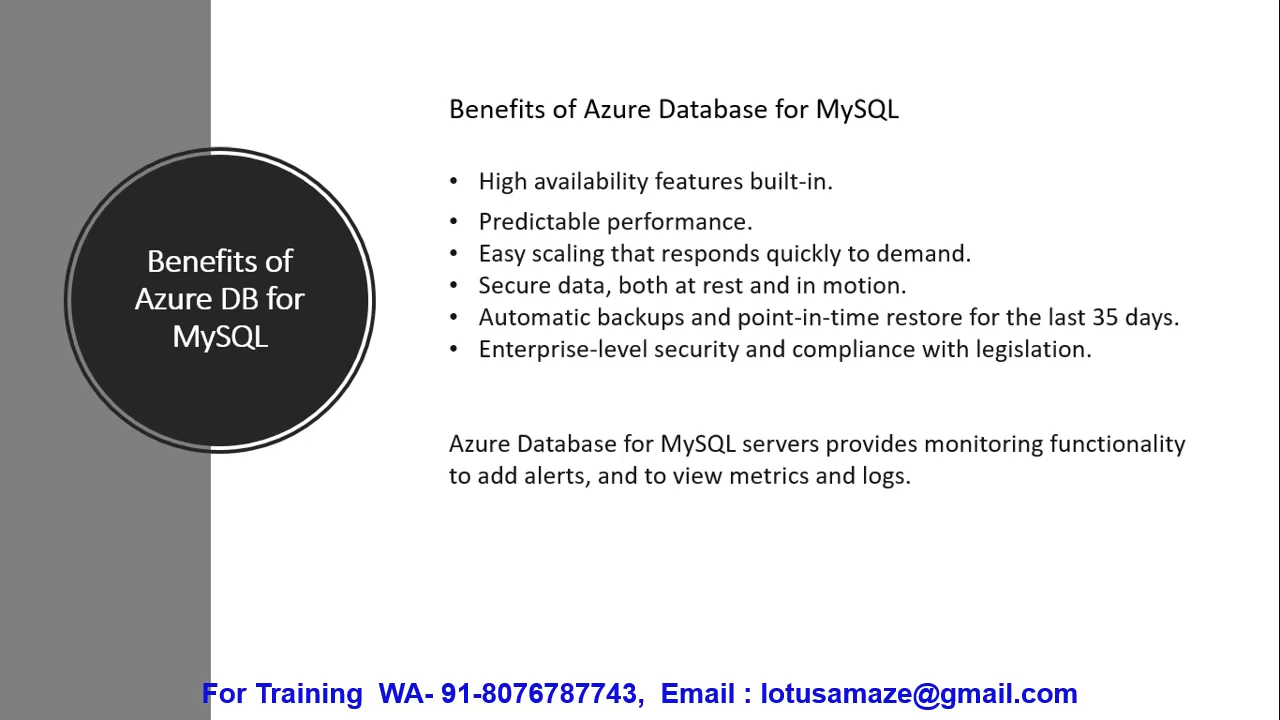 Benefits of
Azure DB for
MySQL
Benefits of Azure Database for MySQL
• High availability features built-in.
• Predictable performance.
• Easy scaling that responds quickly to demand.
• Secure data, both at rest and in motion.
• Automatic backups and point-in-time restore for the last 35 days.
• Enterprise-level security and compliance with legislation.
Azure Database for MySQL servers provides monitoring functionality
to add alerts, and to view metrics and logs.
For Training WA- 91-8076787743, Email : lotusamaze@gmail.com